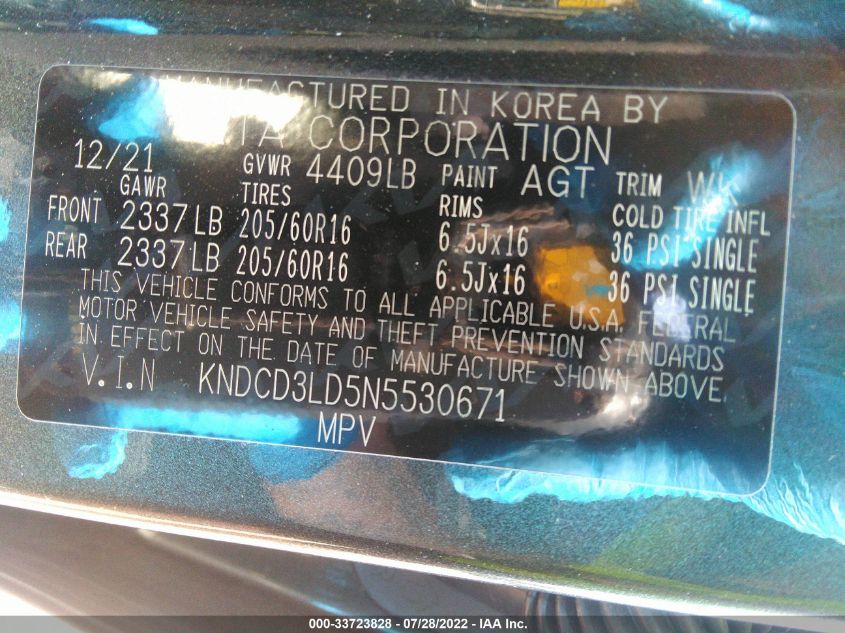 MANUFACTURED IN KOREA BY
KIA CORPORATION
12/21 GVWR 4409LB PAINT AGT TRIM WK
GAWR TIRES RIMS COLD TIRE INFL
FRONT 2337LB 205/60R16 6.5Jx16 36 PSI SINGLE
REAR 2337LB 205/60R16 6.5Jx16 36 PSI SINGLE
THIS VEHICLE CONFORMS TO ALL APPLICABLE U.S.A. FEDERAL
MOTOR VEHICLE SAFETY AND THEFT PREVENTION STANDARDS
IN EFFECT ON THE DATE OF MANUFACTURE SHOWN ABOVE.
V.I.N KNDCD3LD5N5530671
MPV
000-33723828 - 07/28/2022 - IAA Inc.